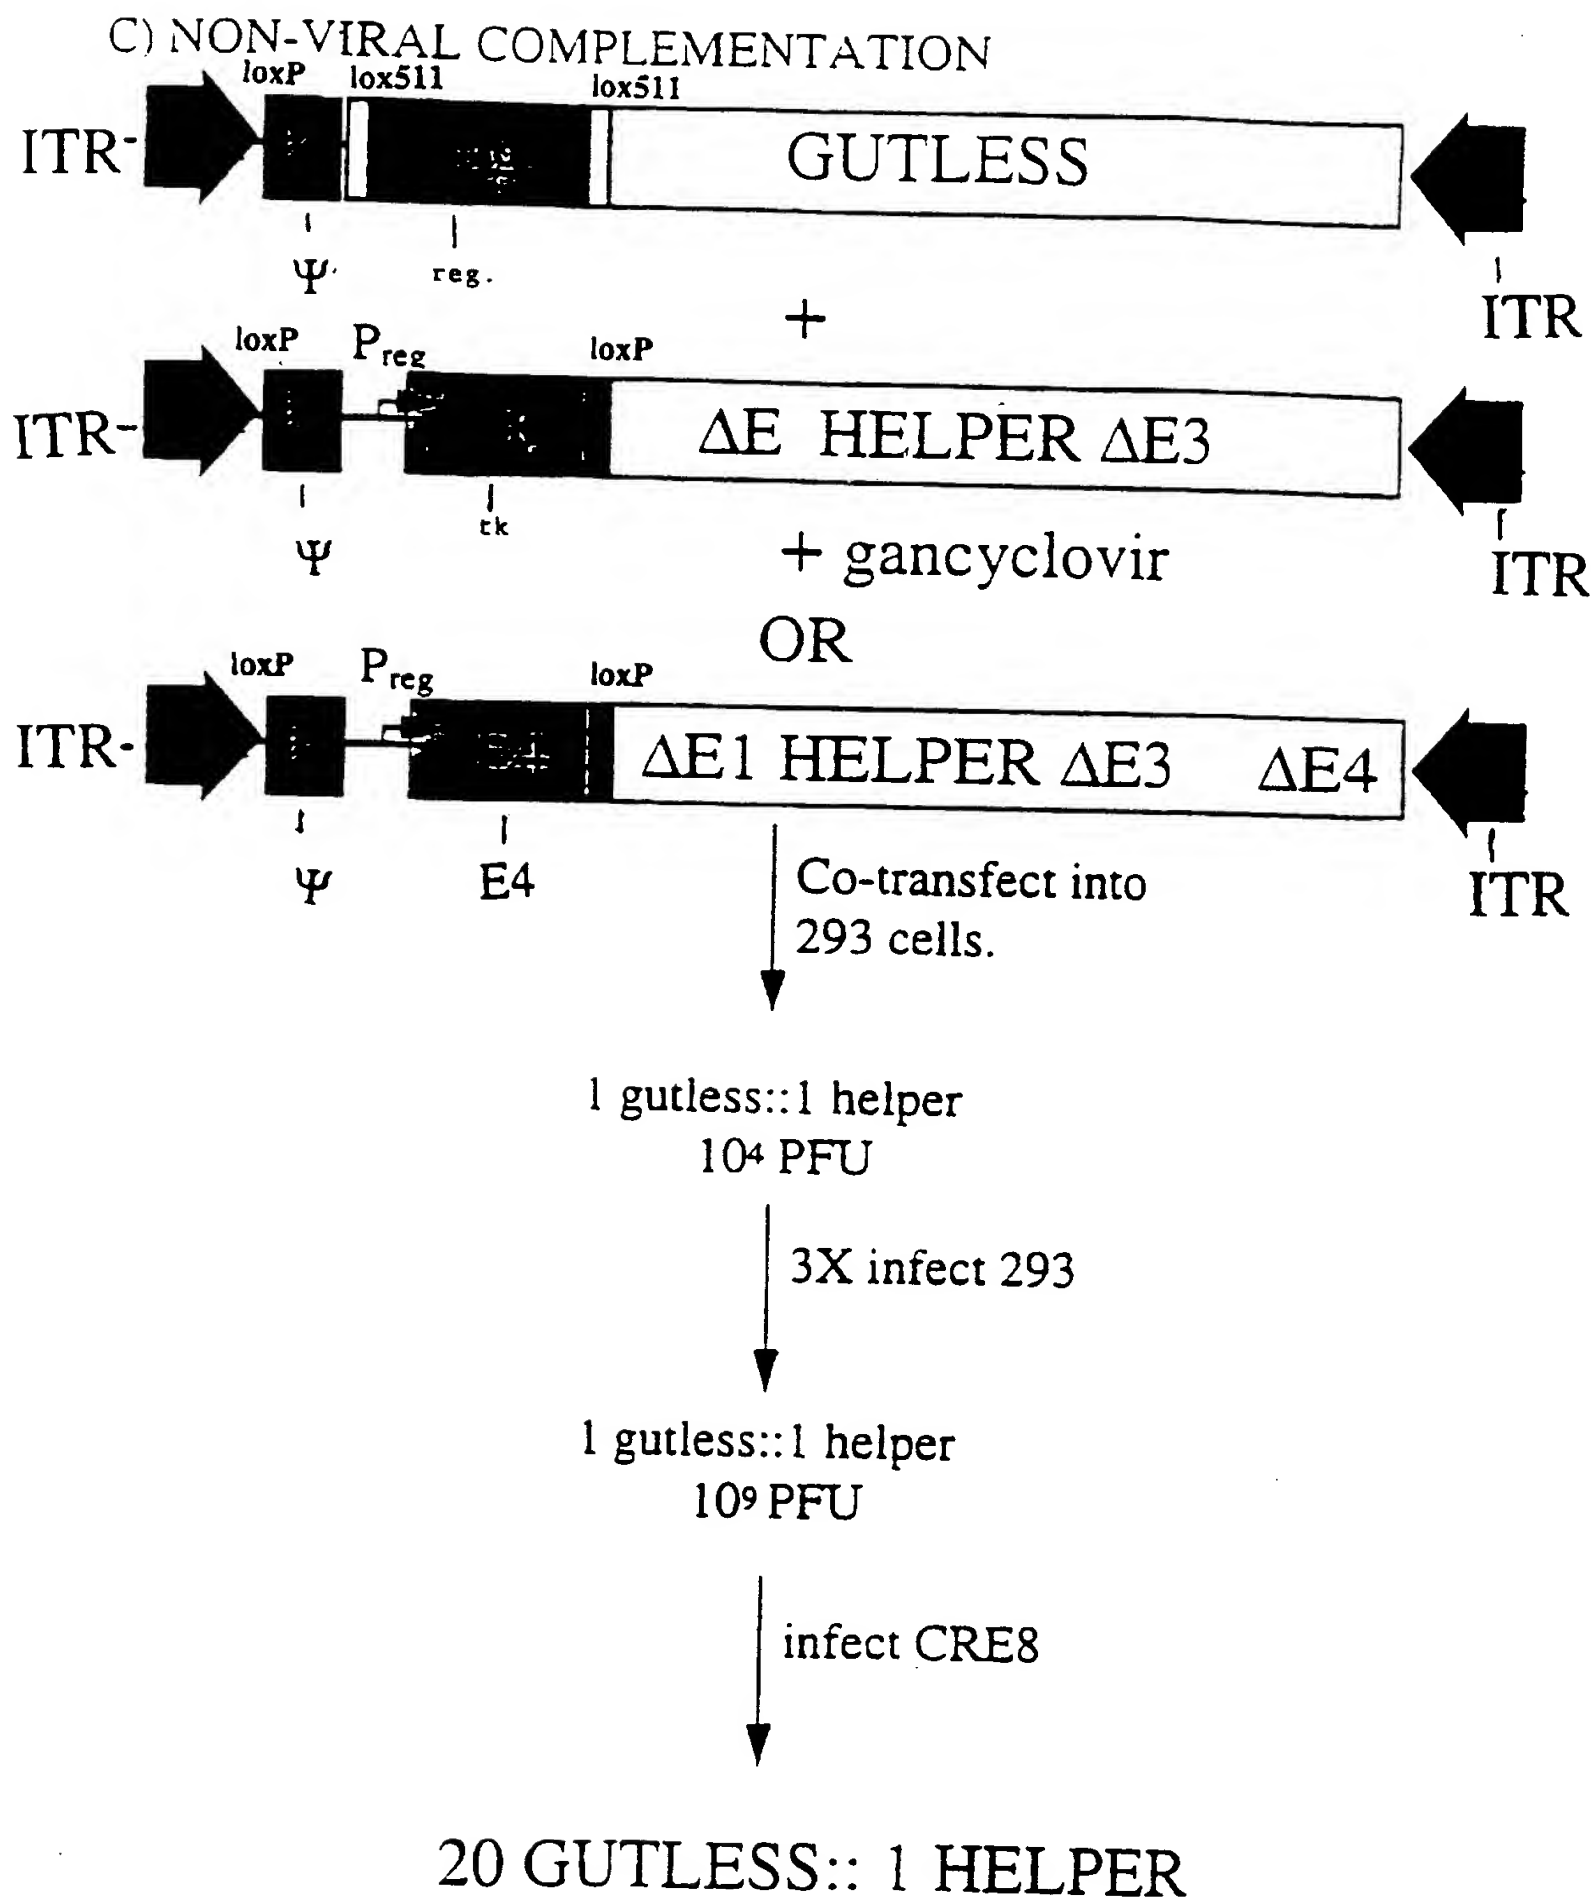 C) NON-VIRAL COMPLEMENTATION
loxP lox511 lox511
ITR- GUTLESS
Ψ reg. ITR
+
loxP Preg loxP
ITR- ΔE HELPER ΔE3
Ψ tk ITR
+ gancyclovir
OR
loxP Preg loxP
ITR- E4 ΔE1 HELPER ΔE3 ΔE4
Ψ E4 ITR
Co-transfect into
293 cells.
1 gutless::1 helper
10⁴ PFU
3X infect 293
1 gutless::1 helper
10⁹ PFU
infect CRE8
20 GUTLESS:: 1 HELPER